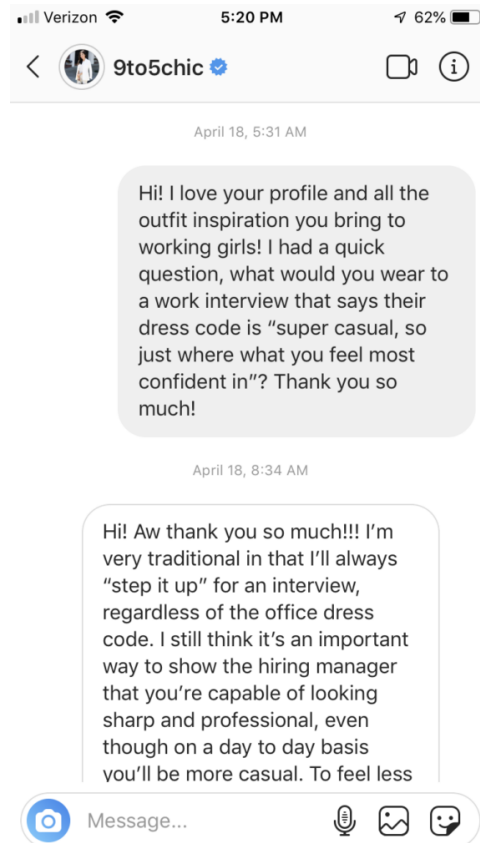 Verizon 5:20 PM 62%
9to5chic
April 18, 5:31 AM
Hi! I love your profile and all the
outfit inspiration you bring to
working girls! I had a quick
question, what would you wear to
a work interview that says their
dress code is “super casual, so
just where what you feel most
confident in”? Thank you so
much!
April 18, 8:34 AM
Hi! Aw thank you so much!!! I’m
very traditional in that I’ll always
“step it up” for an interview,
regardless of the office dress
code. I still think it’s an important
way to show the hiring manager
that you’re capable of looking
sharp and professional, even
though on a day to day basis
you’ll be more casual. To feel less
Message...